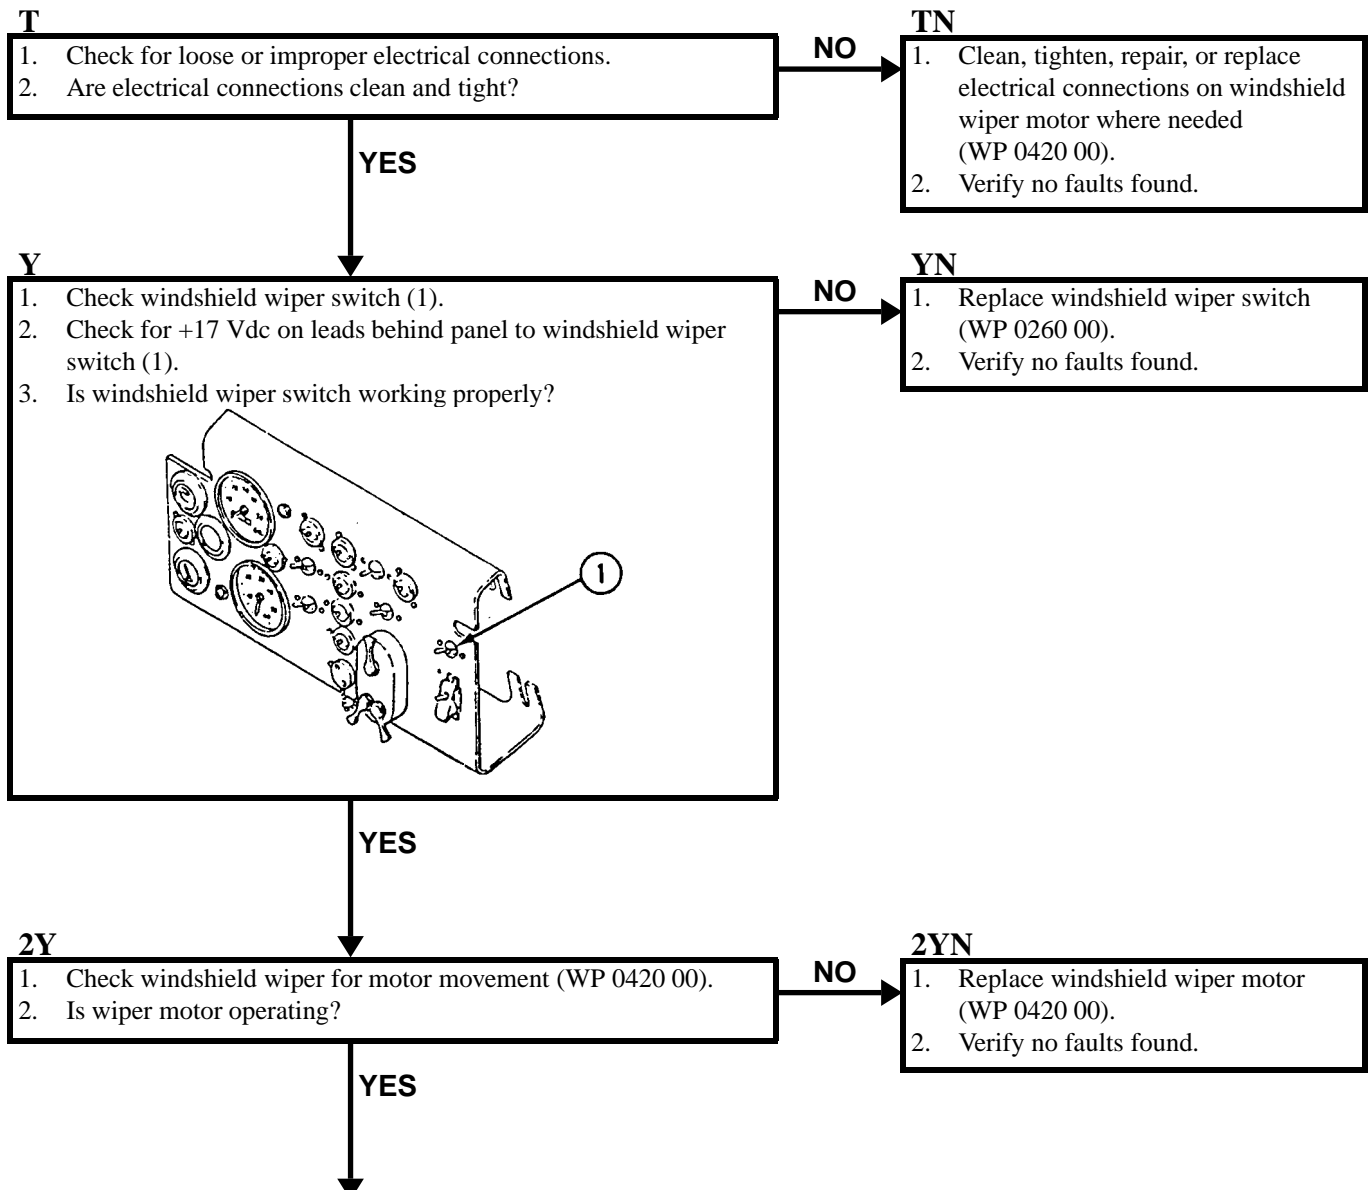 T
1. Check for loose or improper electrical connections.
2. Are electrical connections clean and tight?
NO
TN
1. Clean, tighten, repair, or replace
electrical connections on windshield
wiper motor where needed
(WP 0420 00).
2. Verify no faults found.
YES
Y
1. Check windshield wiper switch (1).
2. Check for +17 Vdc on leads behind panel to windshield wiper
switch (1).
3. Is windshield wiper switch working properly?
1
NO
YN
1. Replace windshield wiper switch
(WP 0260 00).
2. Verify no faults found.
YES
2Y
1. Check windshield wiper for motor movement (WP 0420 00).
2. Is wiper motor operating?
NO
2YN
1. Replace windshield wiper motor
(WP 0420 00).
2. Verify no faults found.
YES